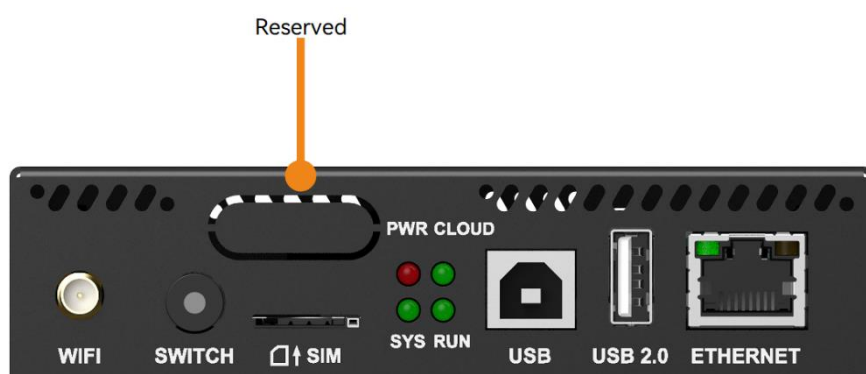 Reserved
PWR CLOUD
SYS RUN
WIFI SWITCH SIM USB USB 2.0 ETHERNET